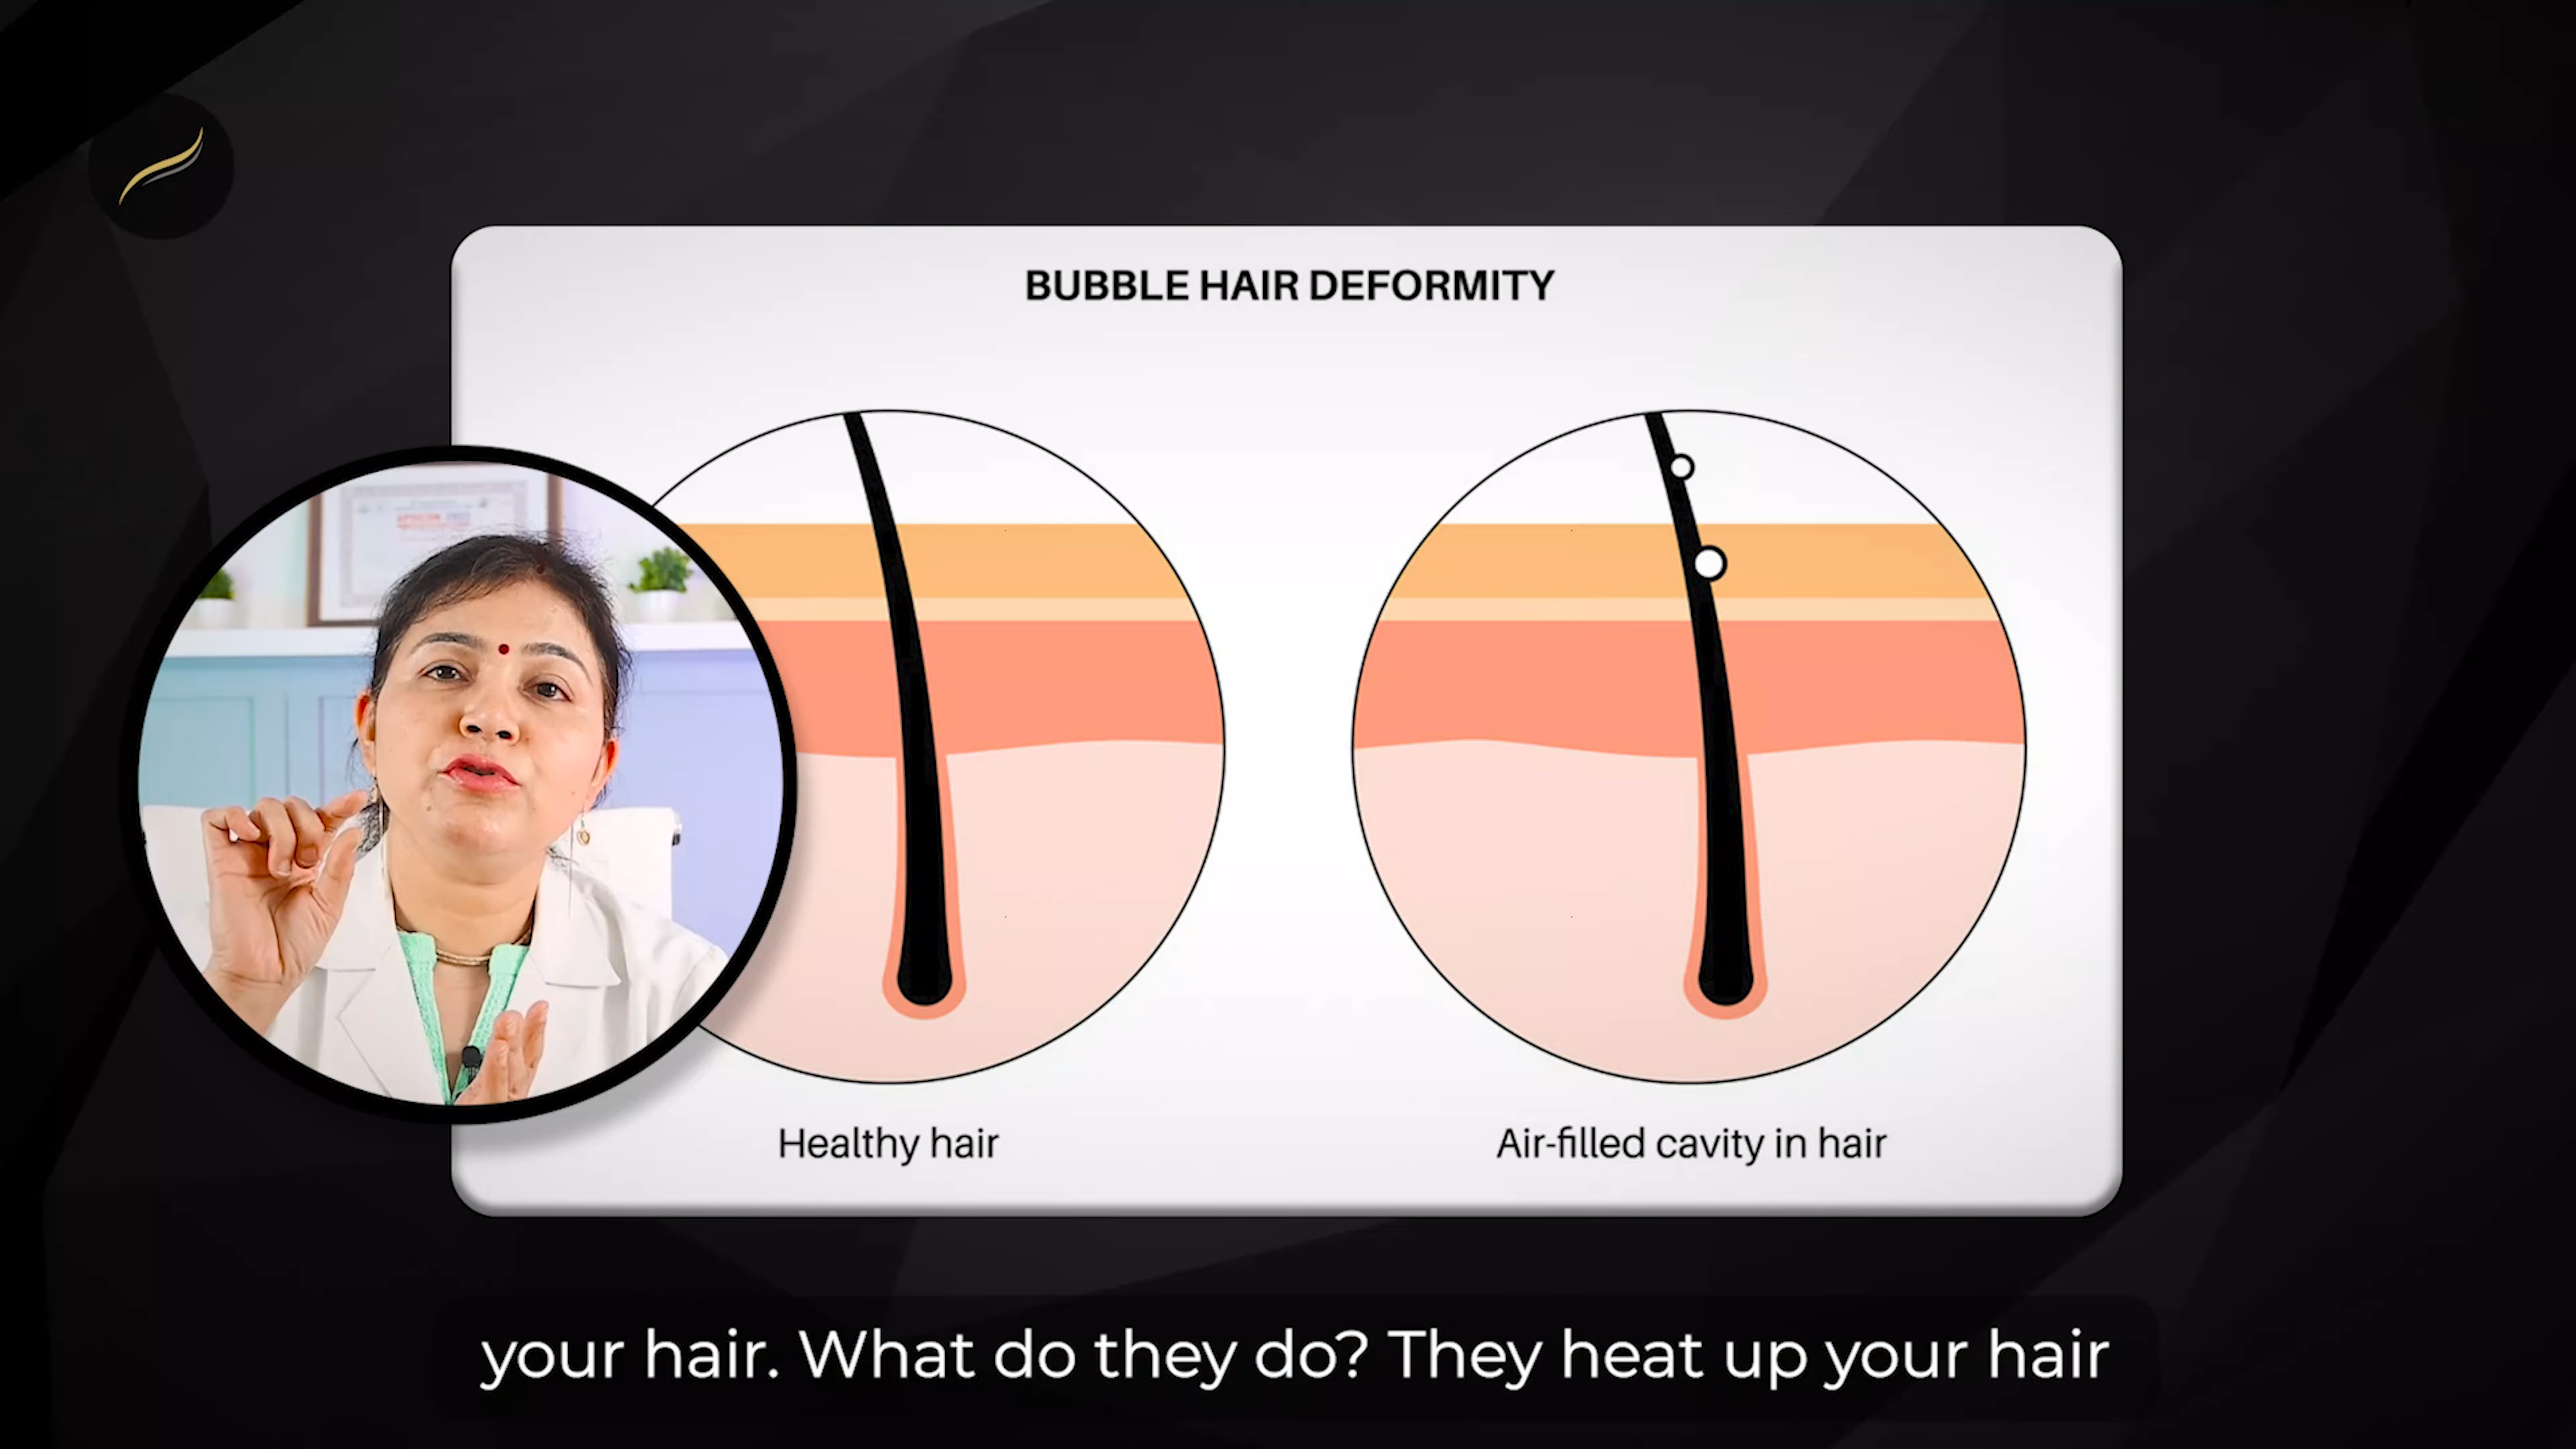 BUBBLE HAIR DEFORMITY
Healthy hair
Air-filled cavity in hair
your hair. What do they do? They heat up your hair